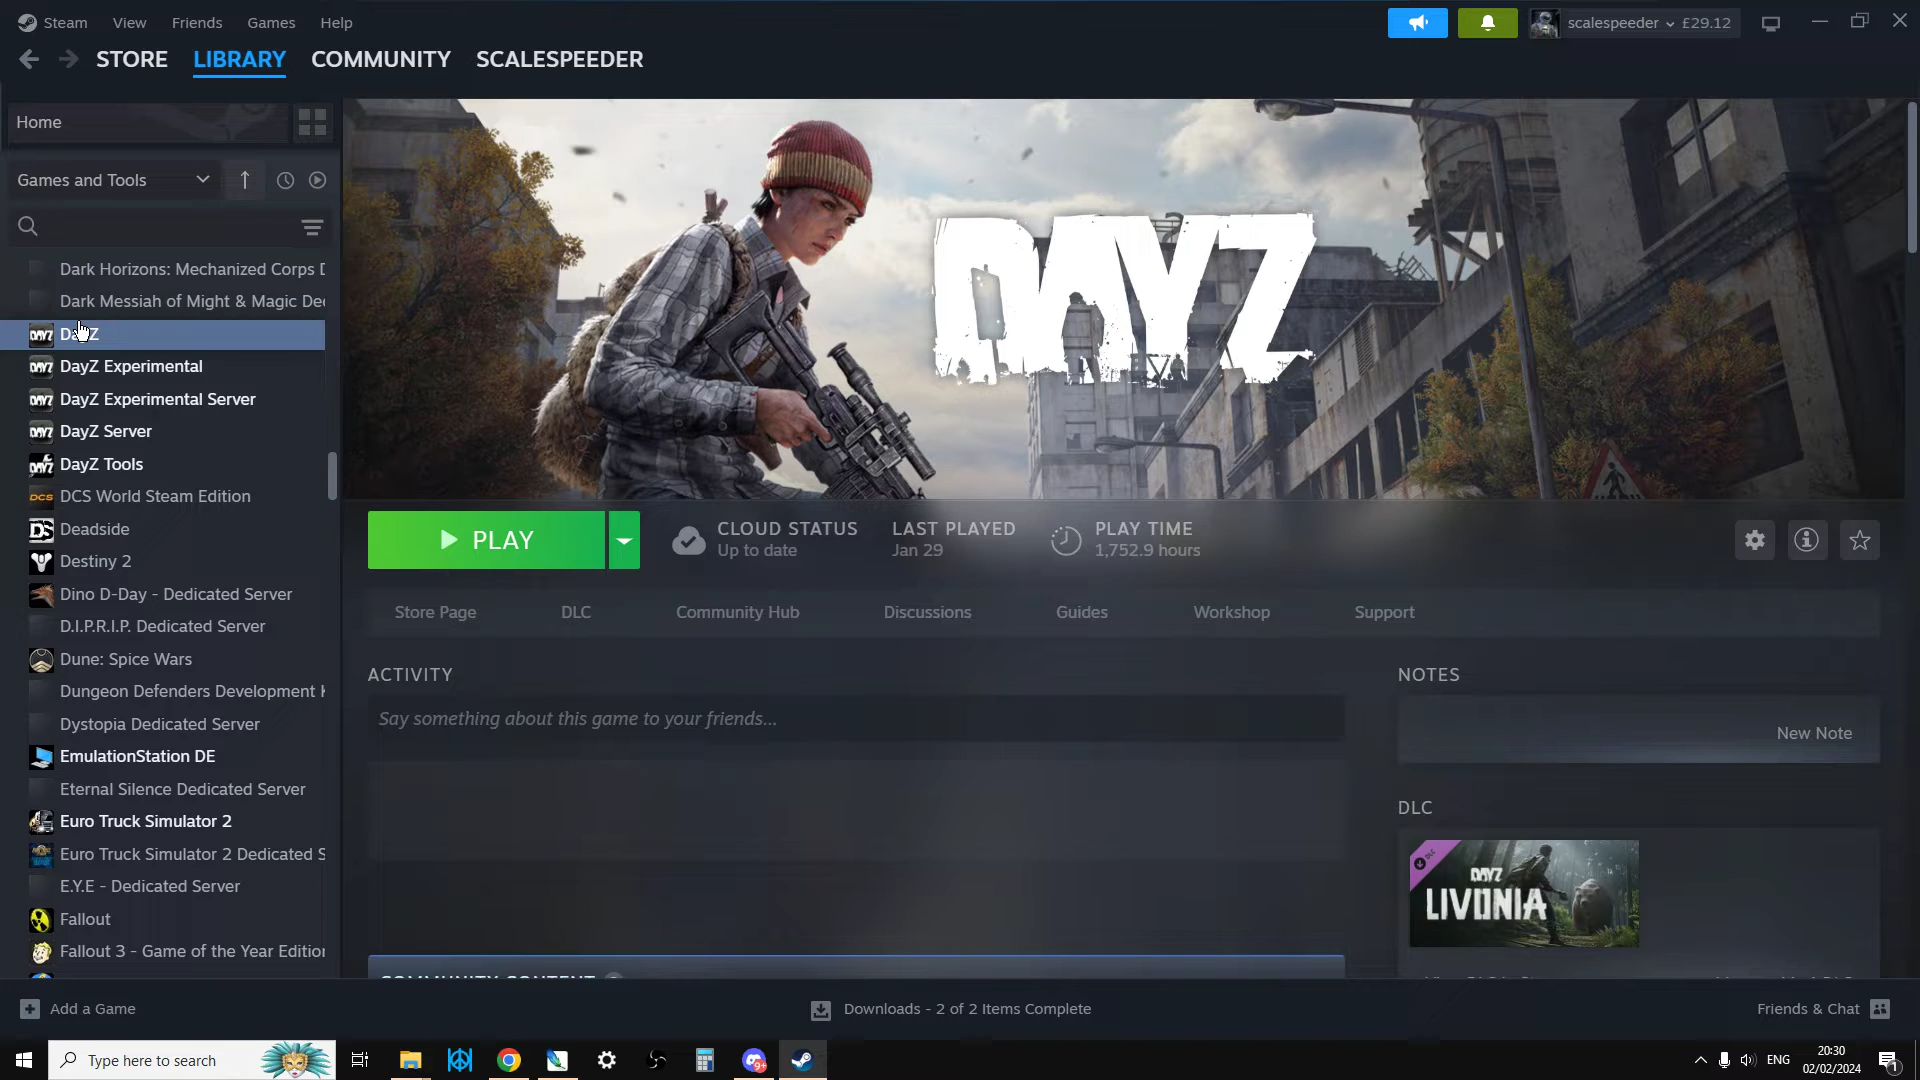 Steam View Friends Games Help
scalespeeder £29.12
STORE LIBRARY COMMUNITY SCALESPEEDER
Home
Games and Tools
Dark Horizons: Mechanized Corps D
Dark Messiah of Might & Magic De
DayZ
DayZ Experimental
DayZ Experimental Server
DayZ Server
DayZ Tools
DCS World Steam Edition
Deadside
Destiny 2
Dino D-Day - Dedicated Server
D.I.P.R.I.P. Dedicated Server
Dune: Spice Wars
Dungeon Defenders Development K
Dystopia Dedicated Server
EmulationStation DE
Eternal Silence Dedicated Server
Euro Truck Simulator 2
Euro Truck Simulator 2 Dedicated S
E.Y.E - Dedicated Server
Fallout
Fallout 3 - Game of the Year Edition
DAYZ
PLAY
CLOUD STATUS
Up to date
LAST PLAYED
Jan 29
PLAY TIME
1,752.9 hours
Store Page DLC Community Hub Discussions Guides Workshop Support
ACTIVITY
Say something about this game to your friends...
COMMUNITY CONTENT
NOTES
New Note
DLC
DLC
DAYZ
LIVONIA
Add a Game
Downloads - 2 of 2 Items Complete
Friends & Chat
Type here to search
9+
ENG
20:30
02/02/2024
1